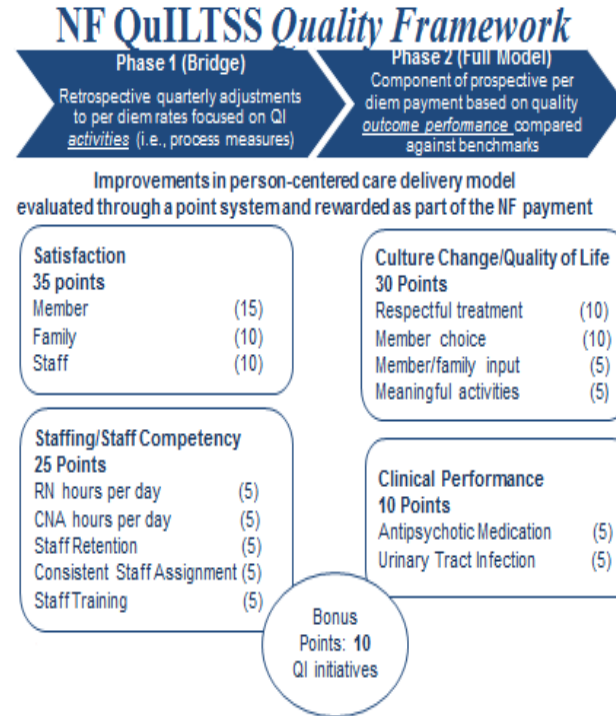 NF QuILTSS Quality Framework
Phase 1 (Bridge)
Retrospective quarterly adjustments
to per diem rates focused on QI
activities (i.e., process measures)
Phase 2 (Full Model)
Component of prospective per
diem payment based on quality
outcome performance compared
against benchmarks
Improvements in person-centered care delivery model
evaluated through a point system and rewarded as part of the NF payment
Satisfaction
35 points
Member (15)
Family (10)
Staff (10)
Culture Change/Quality of Life
30 Points
Respectful treatment (10)
Member choice (10)
Member/family input (5)
Meaningful activities (5)
Staffing/Staff Competency
25 Points
RN hours per day (5)
CNA hours per day (5)
Staff Retention (5)
Consistent Staff Assignment (5)
Staff Training (5)
Clinical Performance
10 Points
Antipsychotic Medication (5)
Urinary Tract Infection (5)
Bonus
Points: 10
QI initiatives